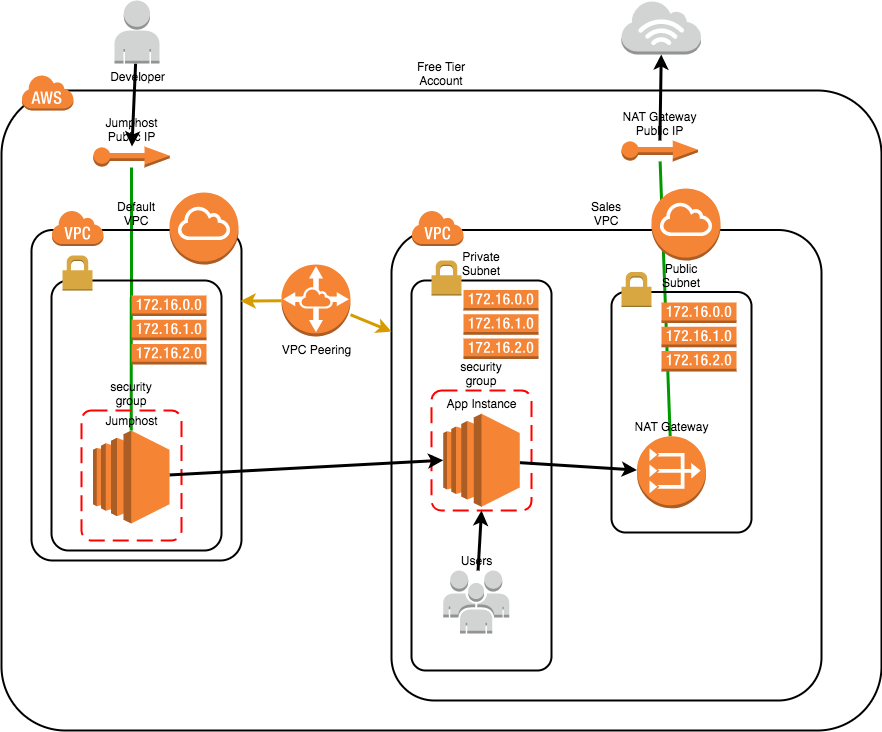 Developer
Free Tier
Account
AWS
Jumphost
Public IP
NAT Gateway
Public IP
Default
VPC
VPC
Sales
VPC
VPC
Private
Subnet
Public
Subnet
172.16.0.0
172.16.1.0
172.16.2.0
172.16.0.0
172.16.1.0
172.16.2.0
172.16.0.0
172.16.1.0
172.16.2.0
VPC Peering
security
group
Jumphost
security
group
App Instance
NAT Gateway
Users